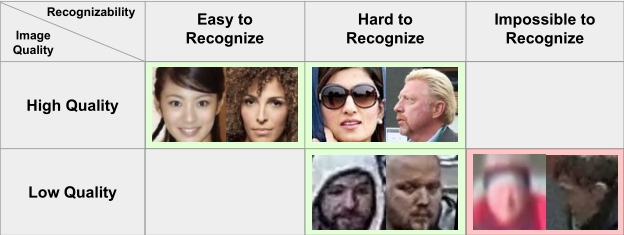 Recognizability
Image
Quality
Easy to
Recognize
Hard to
Recognize
Impossible to
Recognize
High Quality
Low Quality